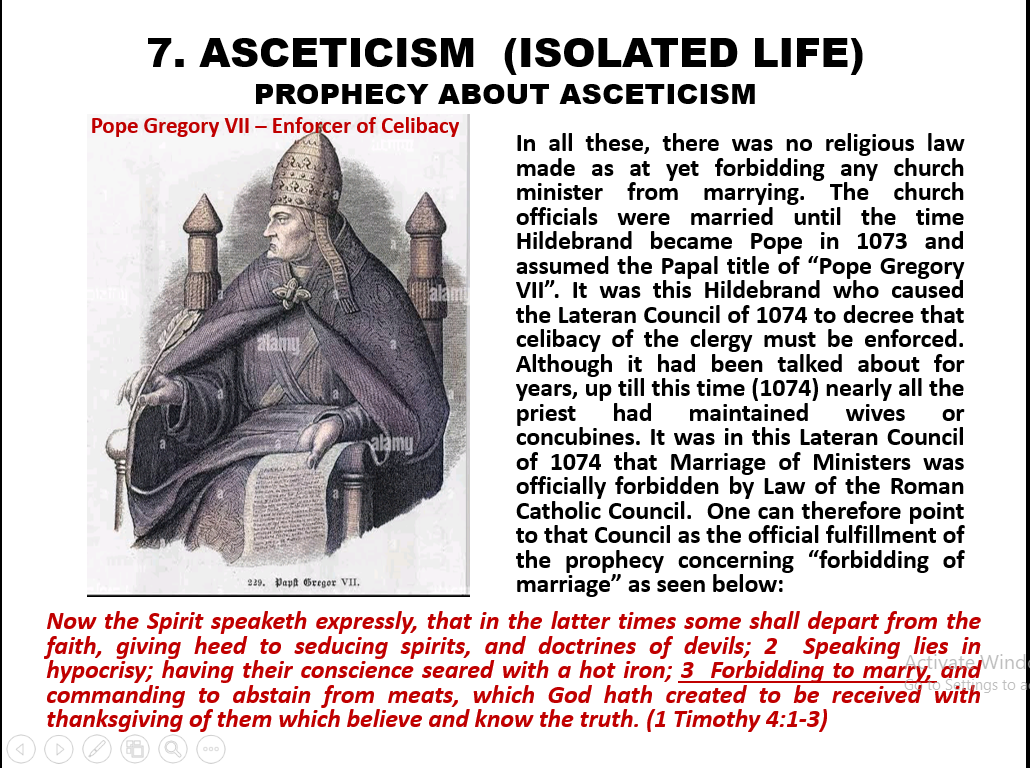 7. ASCETICISM (ISOLATED LIFE)
PROPHECY ABOUT ASCETICISM
Pope Gregory VII – Enforcer of Celibacy
In all these, there was no religious law
made as at yet forbidding any church
minister from marrying. The church
officials were married until the time
Hildebrand became Pope in 1073 and
assumed the Papal title of “Pope Gregory
VII”. It was this Hildebrand who caused
the Lateran Council of 1074 to decree that
celibacy of the clergy must be enforced.
Although it had been talked about for
years, up till this time (1074) nearly all the
priest had maintained wives or
concubines. It was in this Lateran Council
of 1074 that Marriage of Ministers was
officially forbidden by Law of the Roman
Catholic Council. One can therefore point
to that Council as the official fulfillment of
the prophecy concerning “forbidding of
marriage” as seen below:
alamy
alamy
alamy
a
239. Papst Gregor VII.
Now the Spirit speaketh expressly, that in the latter times some shall depart from the
faith, giving heed to seducing spirits, and doctrines of devils; 2 Speaking lies in
hypocrisy; having their conscience seared with a hot iron; 3 Forbidding to marry, and
commanding to abstain from meats, which God hath created to be received with
thanksgiving of them which believe and know the truth. (1 Timothy 4:1-3)
Activate Windo
Go to Settings to a